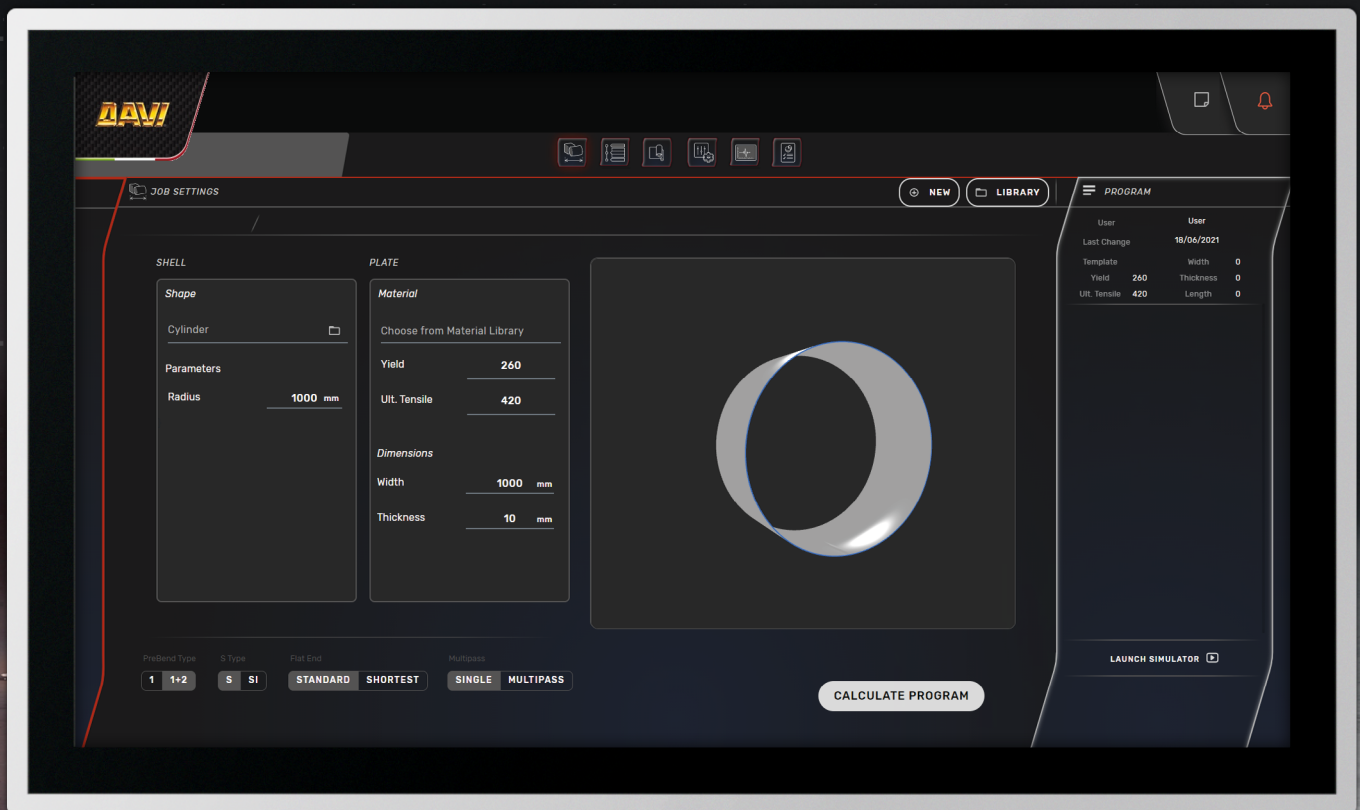 DAVI
JOB SETTINGS
NEW
LIBRARY
PROGRAM
User User
Last Change 18/06/2021
Template Width 0
Yield 260 Thickness 0
Ult. Tensile 420 Length 0
SHELL
Shape
Cylinder
Parameters
Radius 1000 mm
PLATE
Material
Choose from Material Library
Yield 260
Ult. Tensile 420
Dimensions
Width 1000 mm
Thickness 10 mm
PreBend Type S Type Flat End Multipass
1 1+2 S SI STANDARD SHORTEST SINGLE MULTIPASS
CALCULATE PROGRAM
LAUNCH SIMULATOR